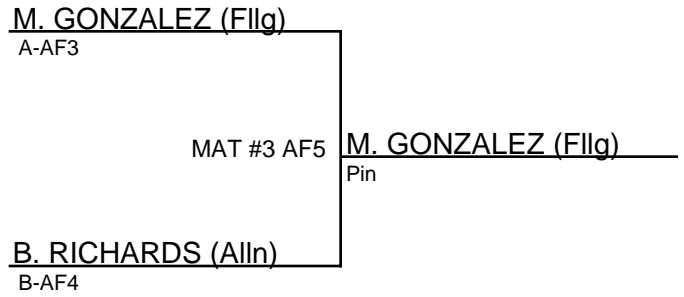 M. GONZALEZ (Fllg)
A-AF3
MAT #3 AF5
M. GONZALEZ (Fllg)
Pin
B. RICHARDS (Alln)
B-AF4